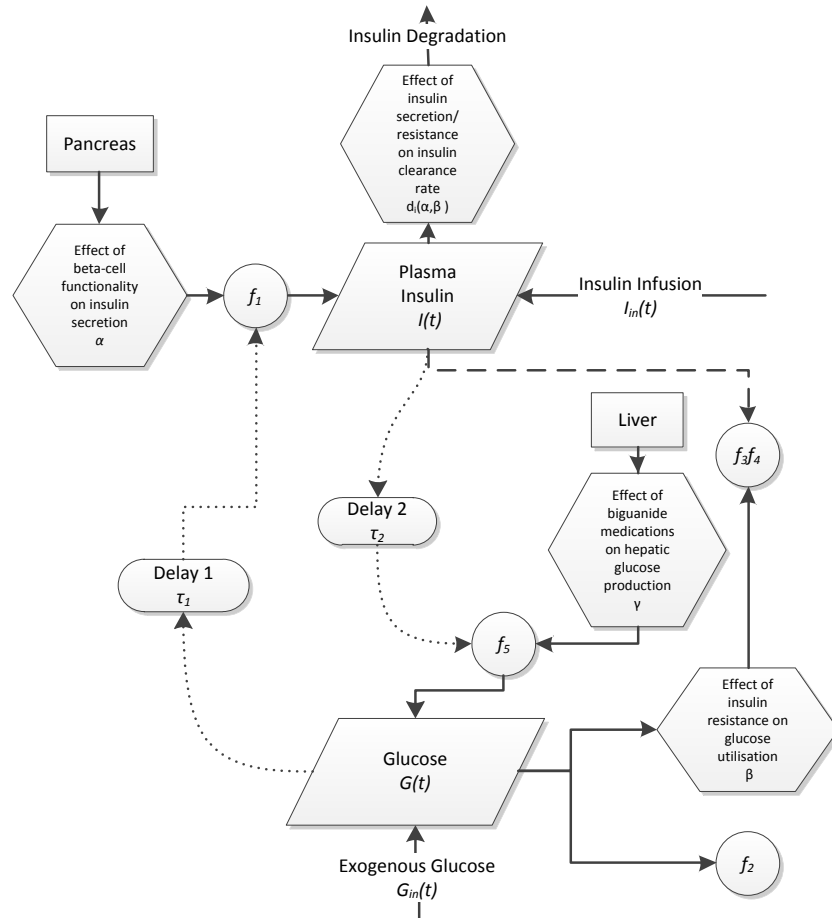 Insulin Degradation
Effect of
insulin
secretion/
resistance
on insulin
clearance
rate
dᵢ(α,β )
Pancreas
Effect of
beta-cell
functionality
on insulin
secretion
α
f₁
Plasma
Insulin
I(t)
Insulin Infusion
Iᵢₙ(t)
Liver
f₃f₄
Effect of
biguanide
medications
on hepatic
glucose
production
γ
Delay 2
τ₂
Delay 1
τ₁
f₅
Effect of
insulin
resistance on
glucose
utilisation
β
Glucose
G(t)
Exogenous Glucose
Gᵢₙ(t)
f₂